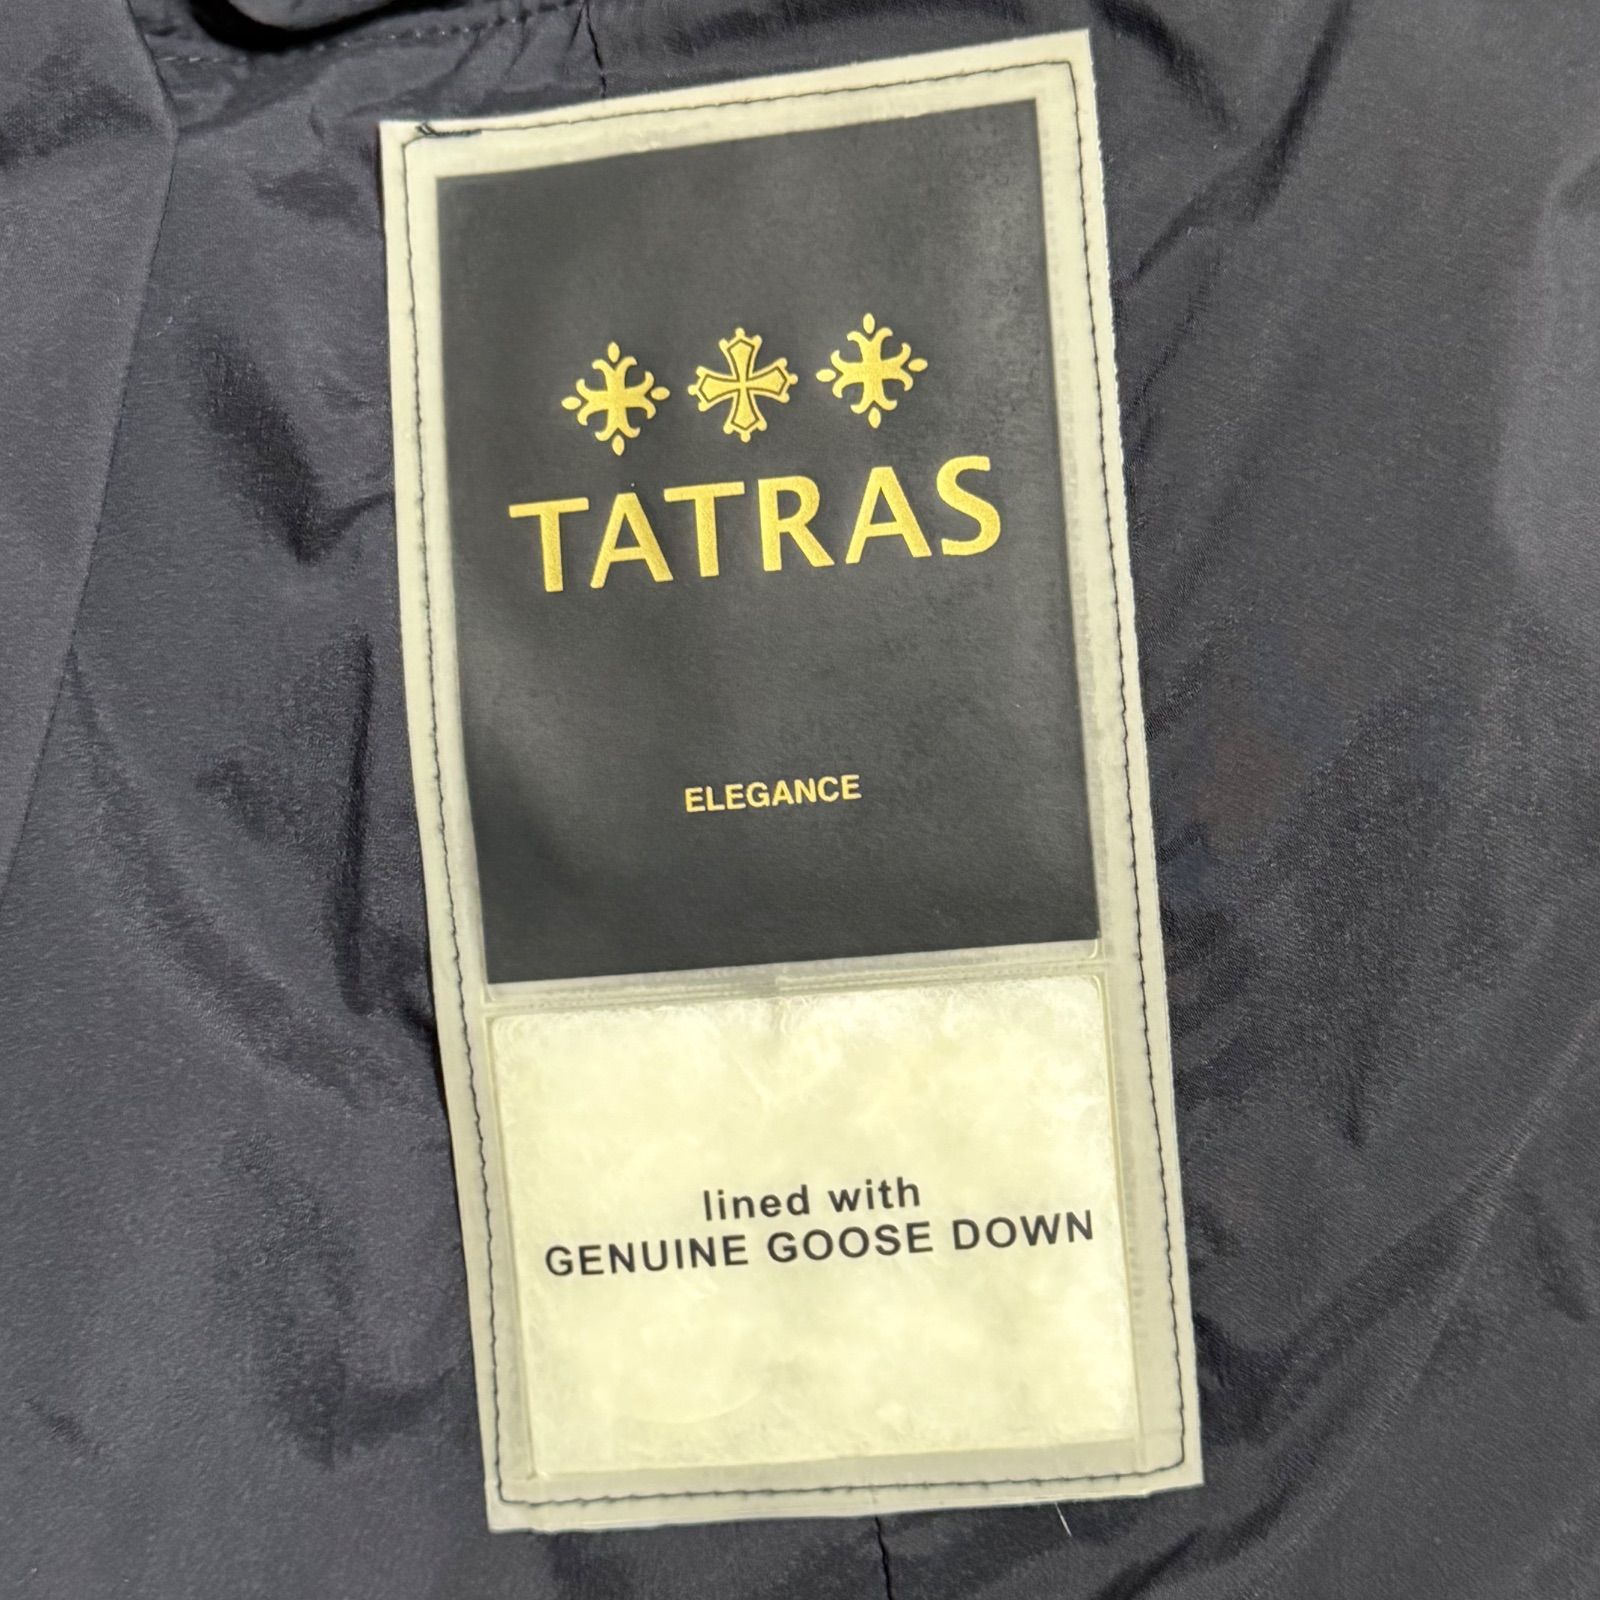 TATRAS
ELEGANCE
lined with
GENUINE GOOSE DOWN